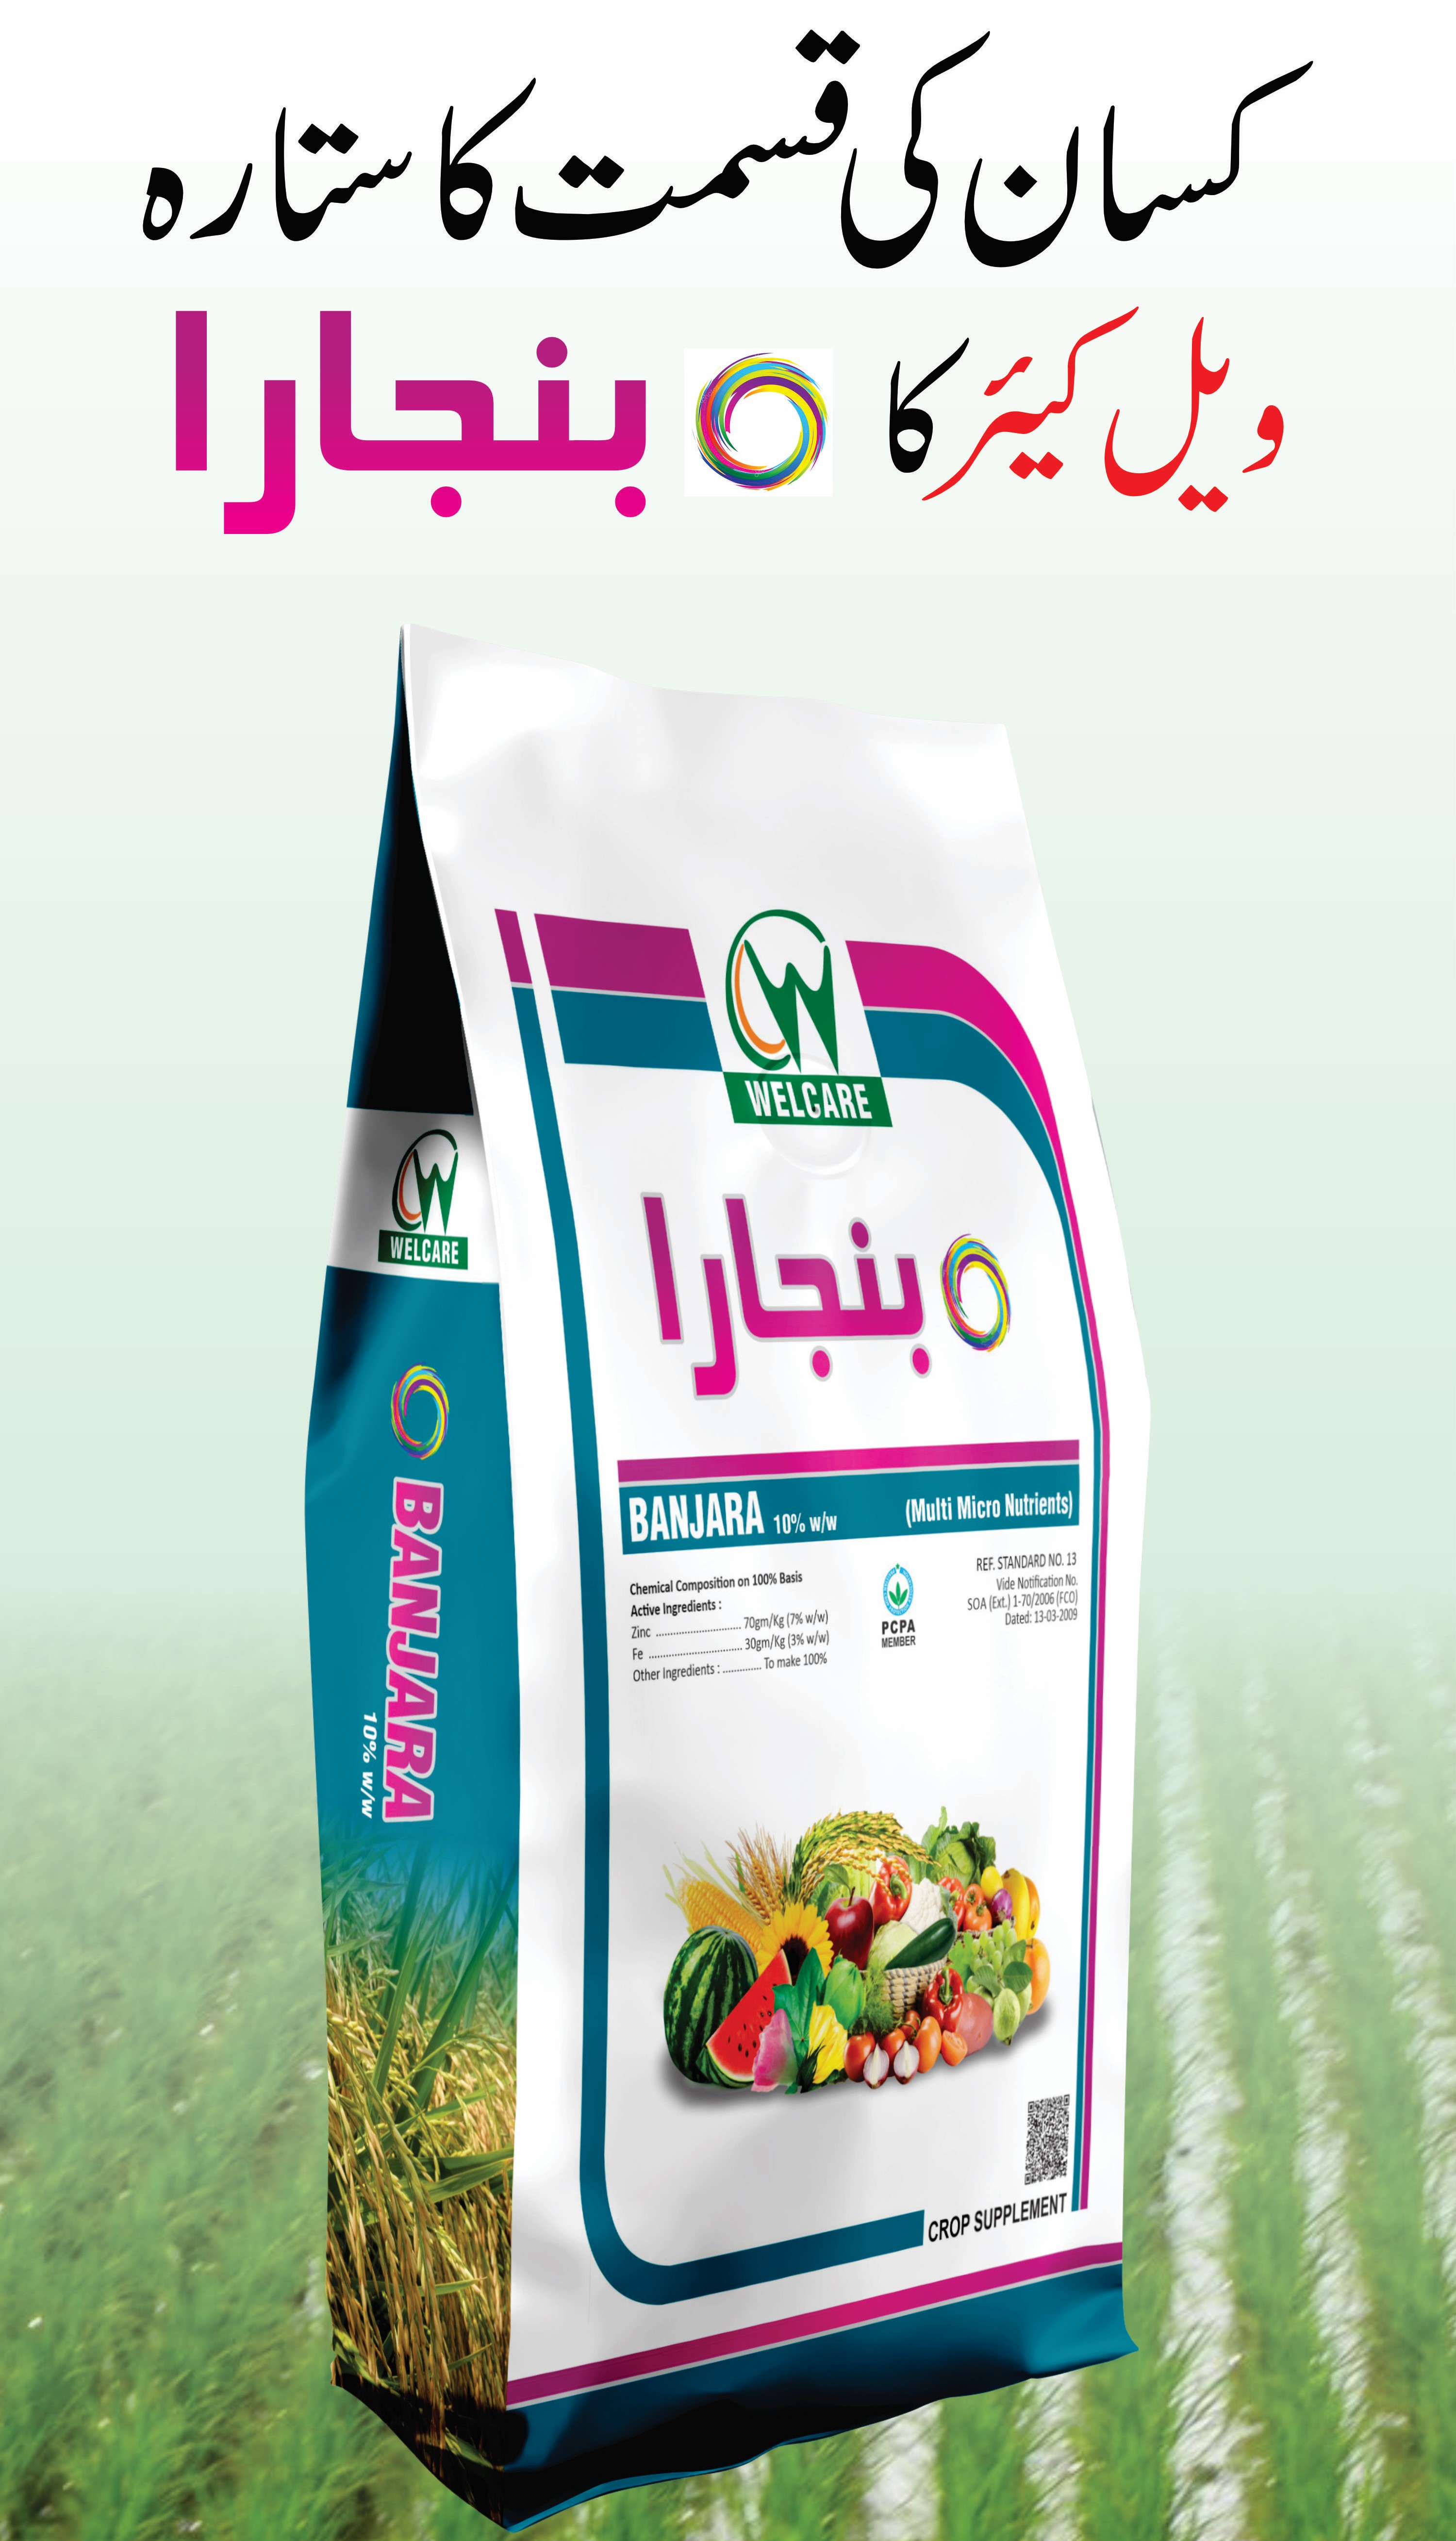 کسان کی قسمت کا ستارہ
ویل کیئر کا بنجارا
WELCARE
بنجارا
BANJARA 10% w/w (Multi Micro Nutrients)
Chemical Composition on 100% Basis
Active Ingredients :
Zinc ............................ 70gm/Kg (7% w/w)
Fe ................................ 30gm/Kg (3% w/w)
Other Ingredients : ............. To make 100%
PCPA
MEMBER
REF. STANDARD NO. 13
Vide Notification No.
SOA (Ext.) 1-70/2006 (FCO)
Dated: 13-03-2009
CROP SUPPLEMENT
WELCARE
BANJARA
10% w/w